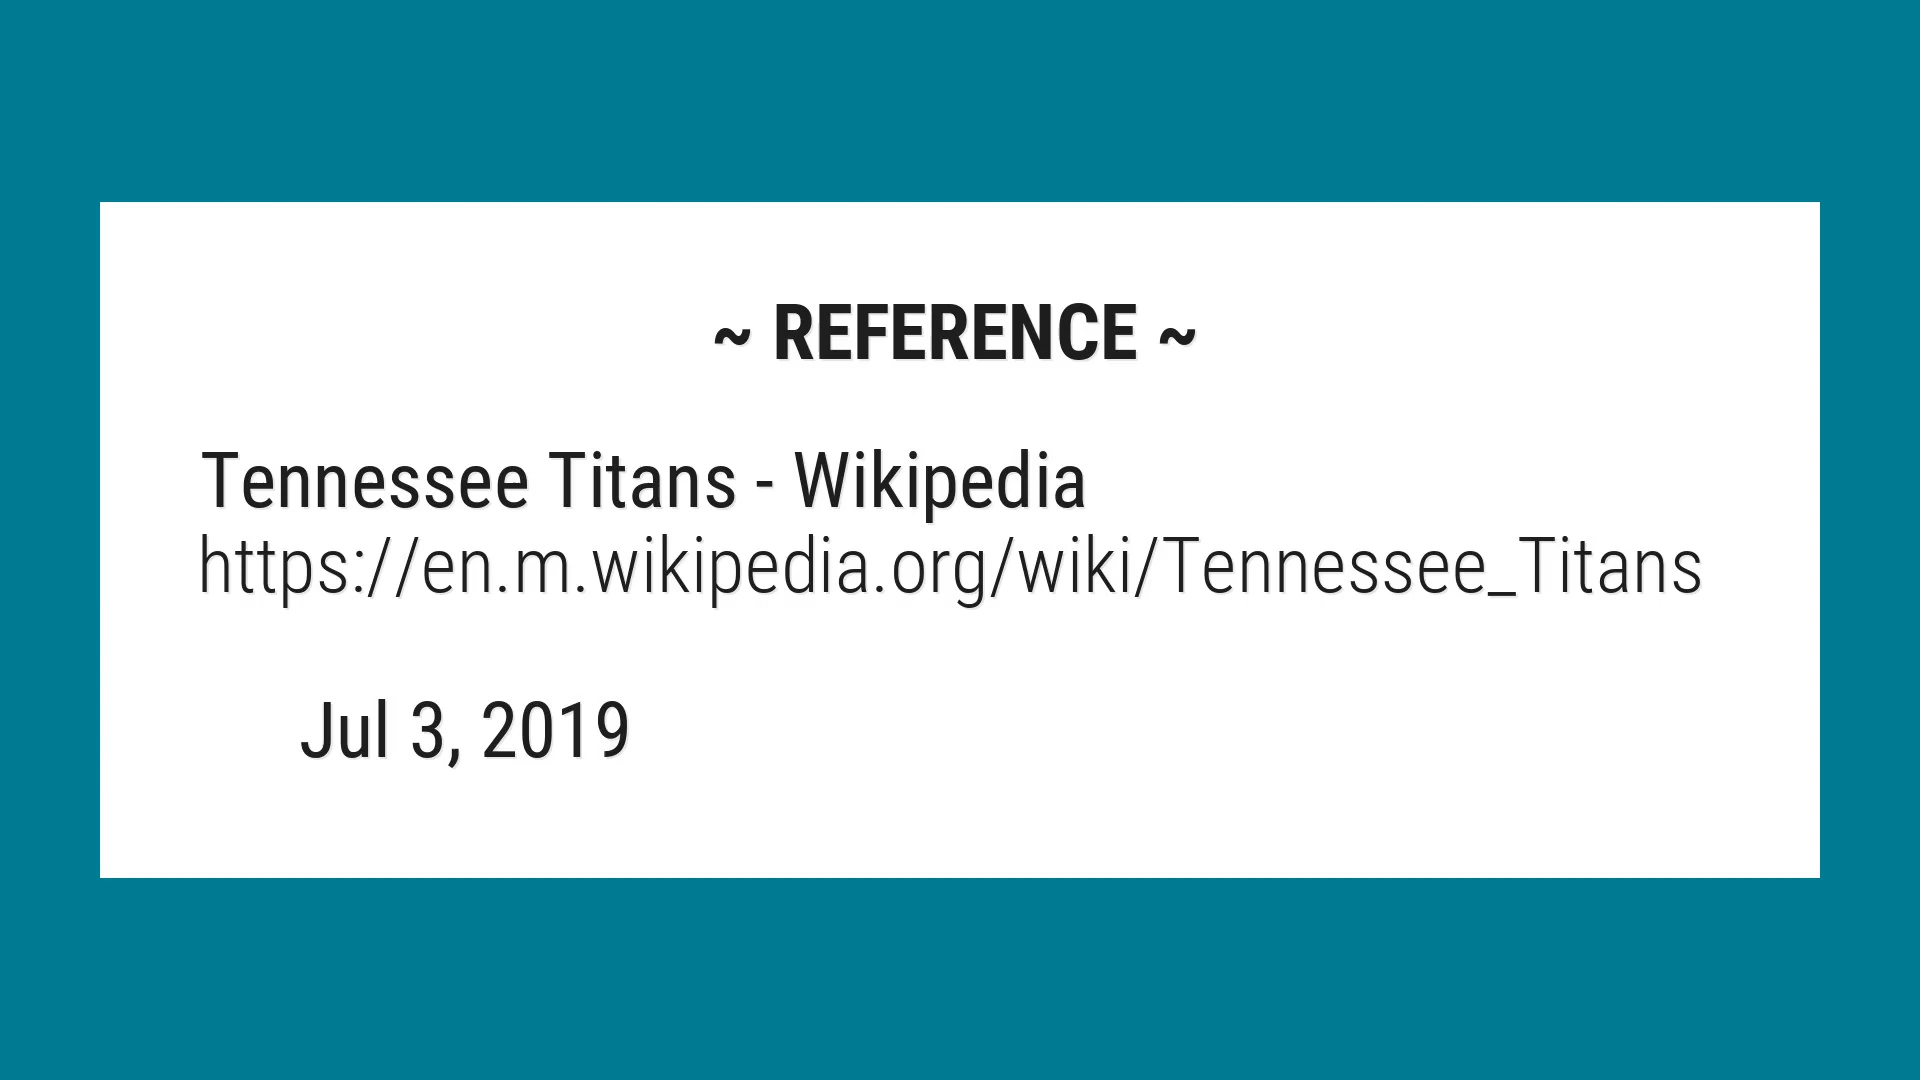 ~ REFERENCE ~
Tennessee Titans - Wikipedia
https://en.m.wikipedia.org/wiki/Tennessee_Titans
Jul 3, 2019